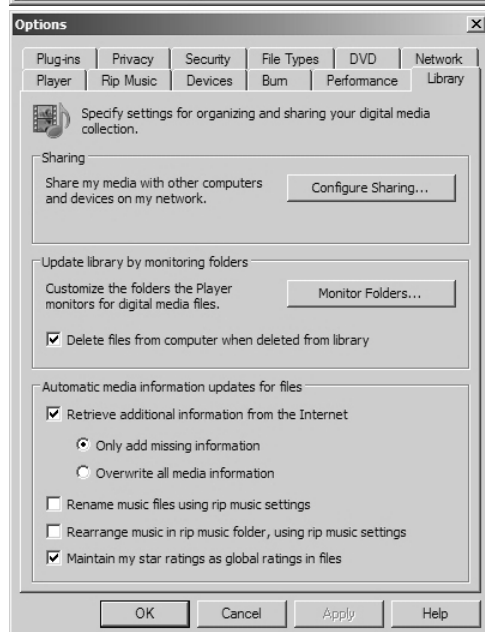 Options
Plug-ins Privacy Security File Types DVD Network
Player Rip Music Devices Burn Performance Library
Specify settings for organizing and sharing your digital media
collection.
Sharing
Share my media with other computers
and devices on my network.
Configure Sharing...
Update library by monitoring folders
Customize the folders the Player
monitors for digital media files.
Monitor Folders...
Delete files from computer when deleted from library
Automatic media information updates for files
Retrieve additional information from the Internet
Only add missing information
Overwrite all media information
Rename music files using rip music settings
Rearrange music in rip music folder, using rip music settings
Maintain my star ratings as global ratings in files
OK Cancel Apply Help